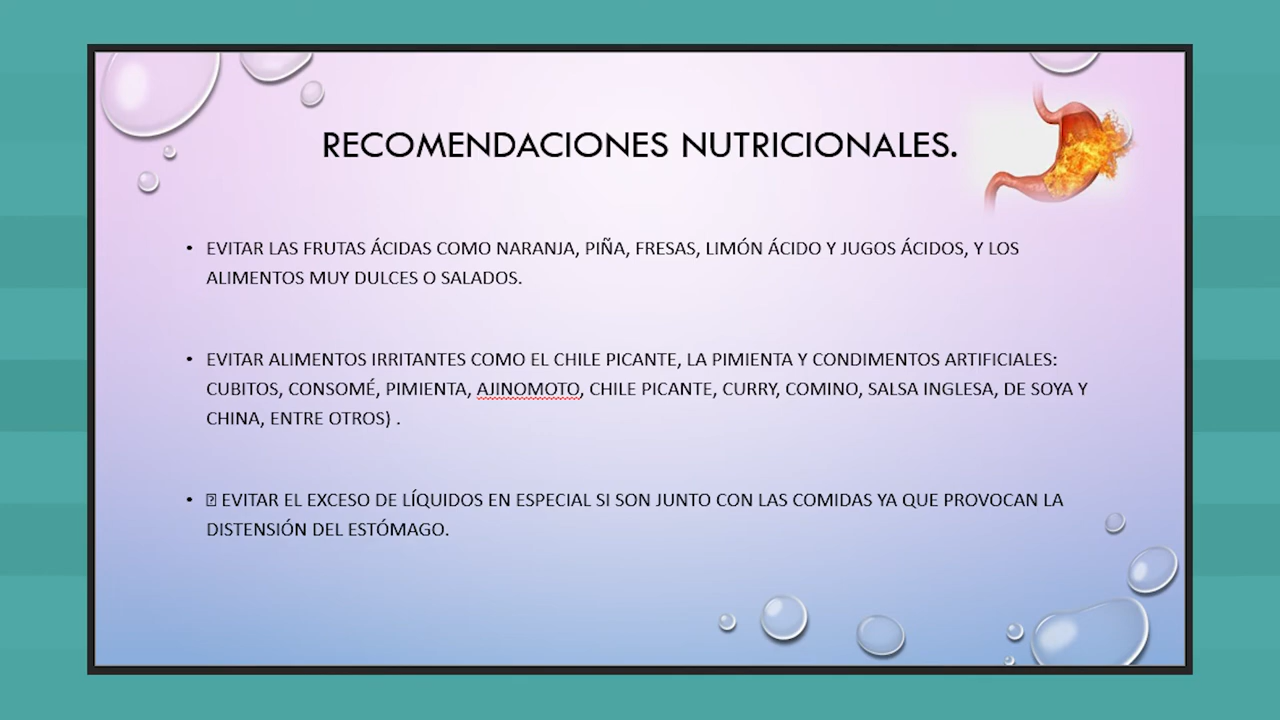 RECOMENDACIONES NUTRICIONALES.
• EVITAR LAS FRUTAS ÁCIDAS COMO NARANJA, PIÑA, FRESAS, LIMÓN ÁCIDO Y JUGOS ÁCIDOS, Y LOS
ALIMENTOS MUY DULCES O SALADOS.
• EVITAR ALIMENTOS IRRITANTES COMO EL CHILE PICANTE, LA PIMIENTA Y CONDIMENTOS ARTIFICIALES:
CUBITOS, CONSOMÉ, PIMIENTA, AJINOMOTO, CHILE PICANTE, CURRY, COMINO, SALSA INGLESA, DE SOYA Y
CHINA, ENTRE OTROS) .
• EVITAR EL EXCESO DE LÍQUIDOS EN ESPECIAL SI SON JUNTO CON LAS COMIDAS YA QUE PROVOCAN LA
DISTENSIÓN DEL ESTÓMAGO.